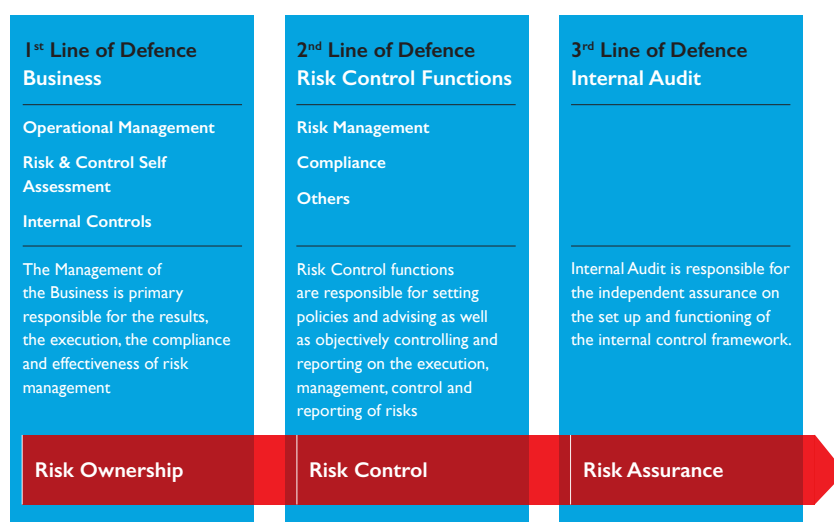 1st Line of Defence
Business
Operational Management
Risk & Control Self
Assessment
Internal Controls
The Management of
the Business is primary
responsible for the results,
the execution, the compliance
and effectiveness of risk
management
Risk Ownership
2nd Line of Defence
Risk Control Functions
Risk Management
Compliance
Others
Risk Control functions
are responsible for setting
policies and advising as well
as objectively controlling and
reporting on the execution,
management, control and
reporting of risks
Risk Control
3rd Line of Defence
Internal Audit
Internal Audit is responsible for
the independent assurance on
the set up and functioning of
the internal control framework.
Risk Assurance